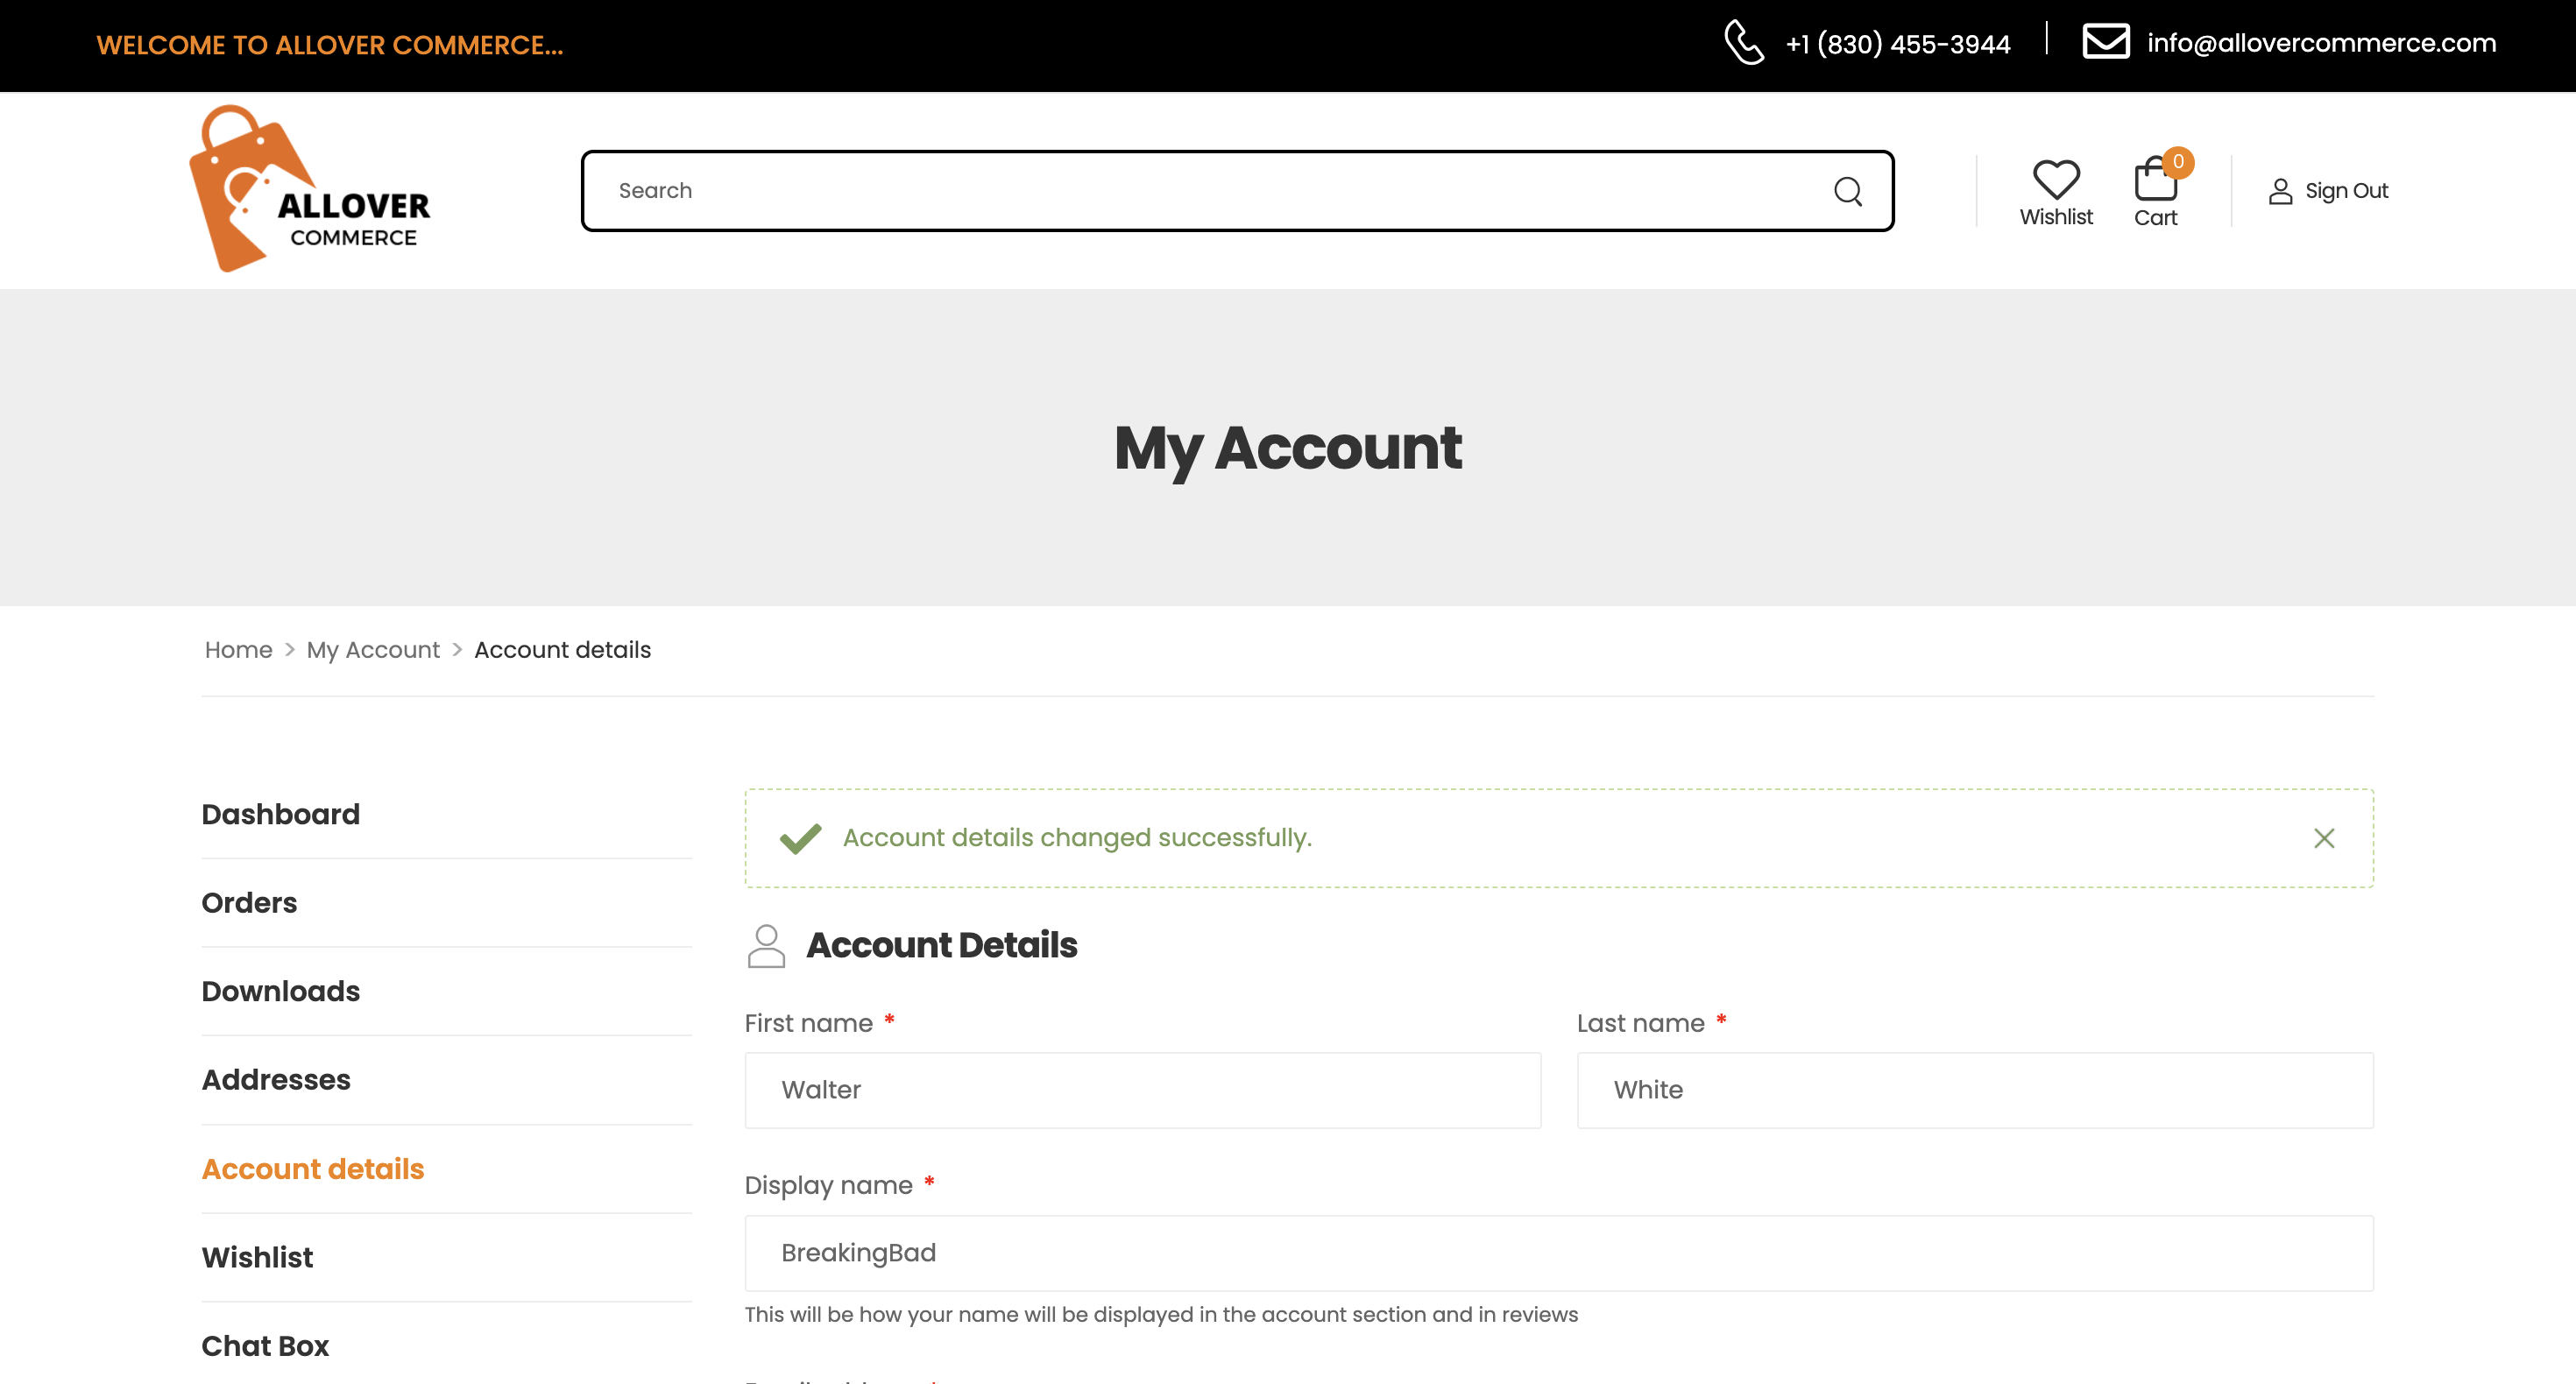 WELCOME TO ALLOVER COMMERCE...
+1 (830) 455-3944
info@allovercommerce.com
ALLOVER
COMMERCE
Search
Wishlist
0
Cart
Sign Out
My Account
Home > My Account > Account details
Dashboard
Orders
Downloads
Addresses
Account details
Wishlist
Chat Box
Account details changed successfully.
Account Details
First name *
Walter
Last name *
White
Display name *
BreakingBad
This will be how your name will be displayed in the account section and in reviews